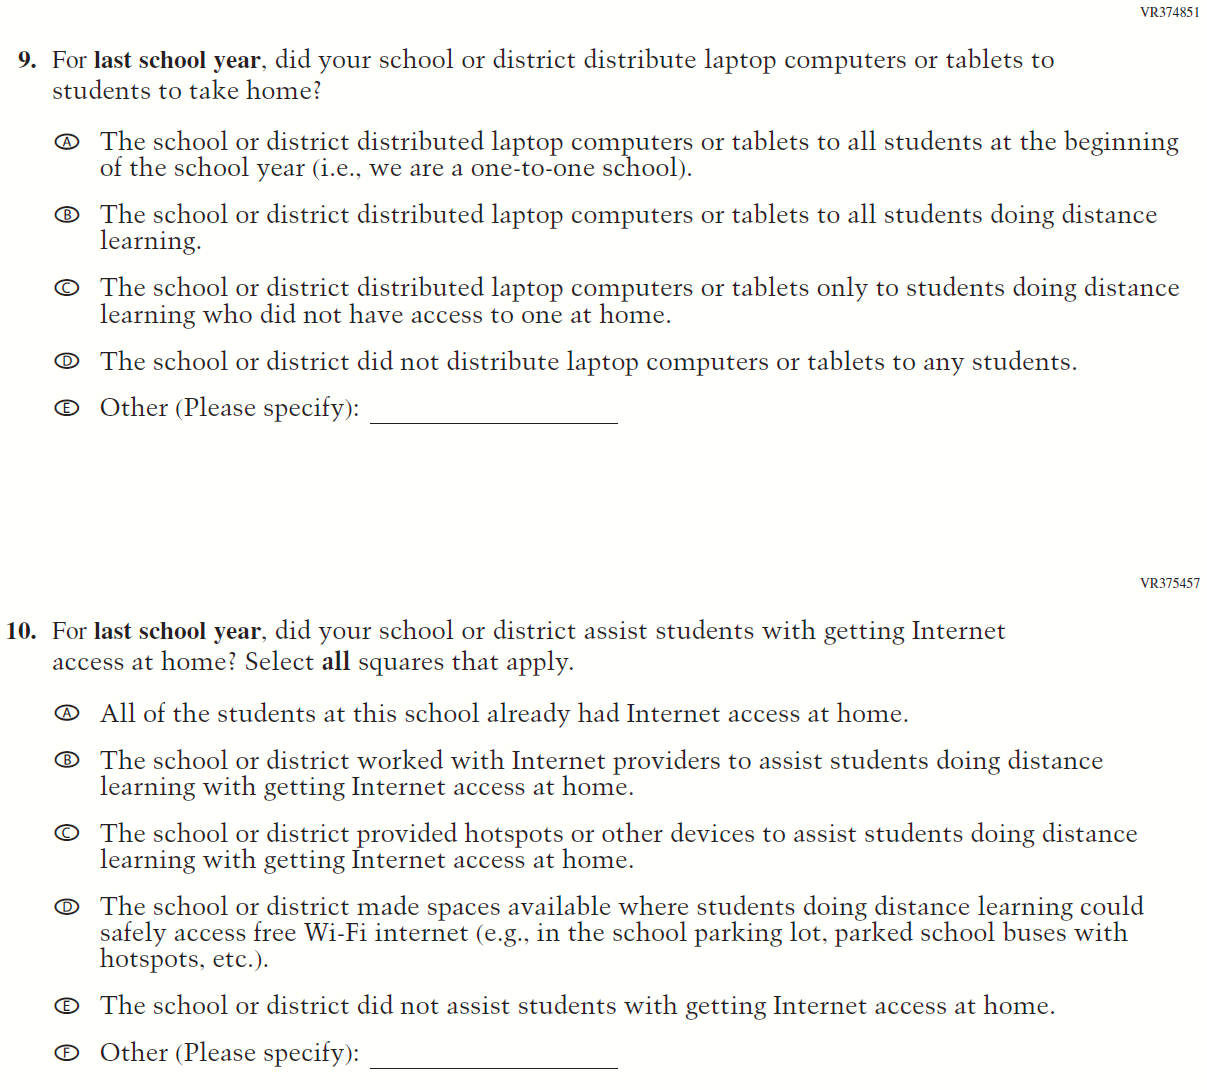 VR374851
9. For last school year, did your school or district distribute laptop computers or tablets to
students to take home?
A The school or district distributed laptop computers or tablets to all students at the beginning
of the school year (i.e., we are a one-to-one school).
B The school or district distributed laptop computers or tablets to all students doing distance
learning.
C The school or district distributed laptop computers or tablets only to students doing distance
learning who did not have access to one at home.
D The school or district did not distribute laptop computers or tablets to any students.
E Other (Please specify):
VR375457
10. For last school year, did your school or district assist students with getting Internet
access at home? Select all squares that apply.
A All of the students at this school already had Internet access at home.
B The school or district worked with Internet providers to assist students doing distance
learning with getting Internet access at home.
C The school or district provided hotspots or other devices to assist students doing distance
learning with getting Internet access at home.
D The school or district made spaces available where students doing distance learning could
safely access free Wi-Fi internet (e.g., in the school parking lot, parked school buses with
hotspots, etc.).
E The school or district did not assist students with getting Internet access at home.
F Other (Please specify):